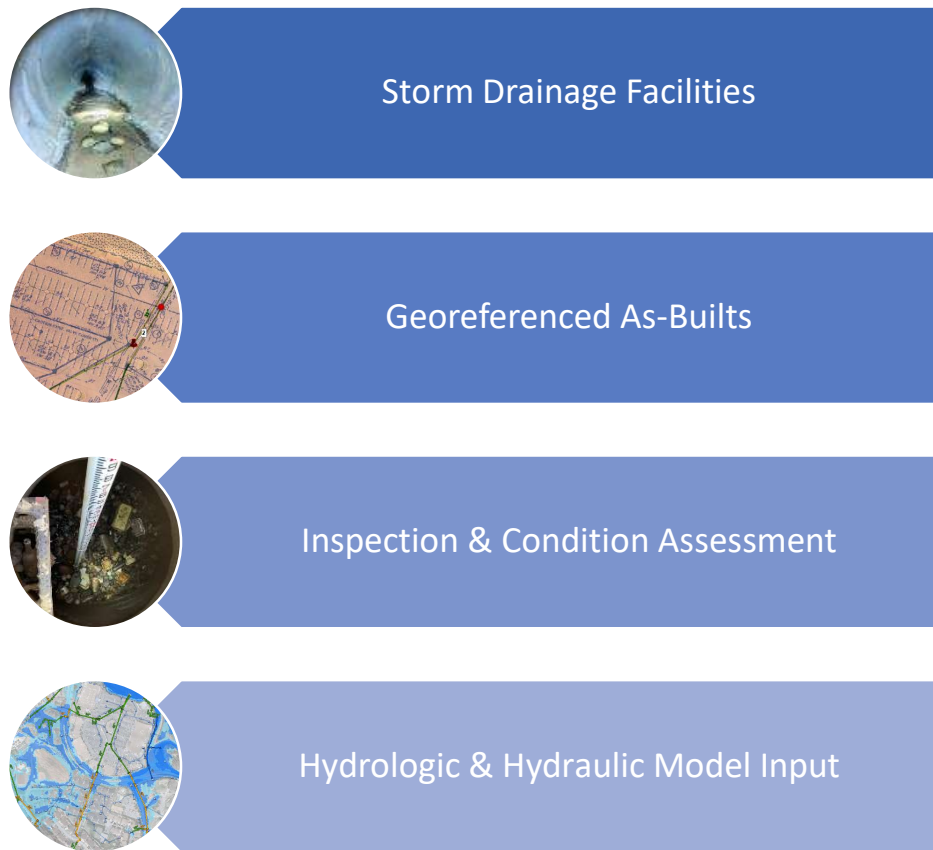 Storm Drainage Facilities
Georeferenced As-Builts
Inspection & Condition Assessment
Hydrologic & Hydraulic Model Input